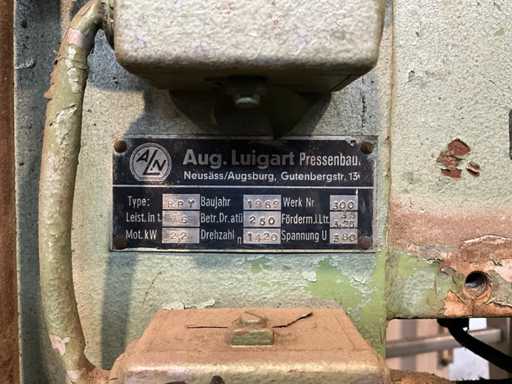 ALN Aug. Luigart Pressenbau
Neusäss/Augsburg, Gutenbergstr. 13
Type: Baujahr 1969 Werk Nr 300
Leist. in t. Betr. Dr. atü 250 Förderm. i. Ltr.
Mot. kW 2,2 Drehzahl n 1420 Spannung U 380